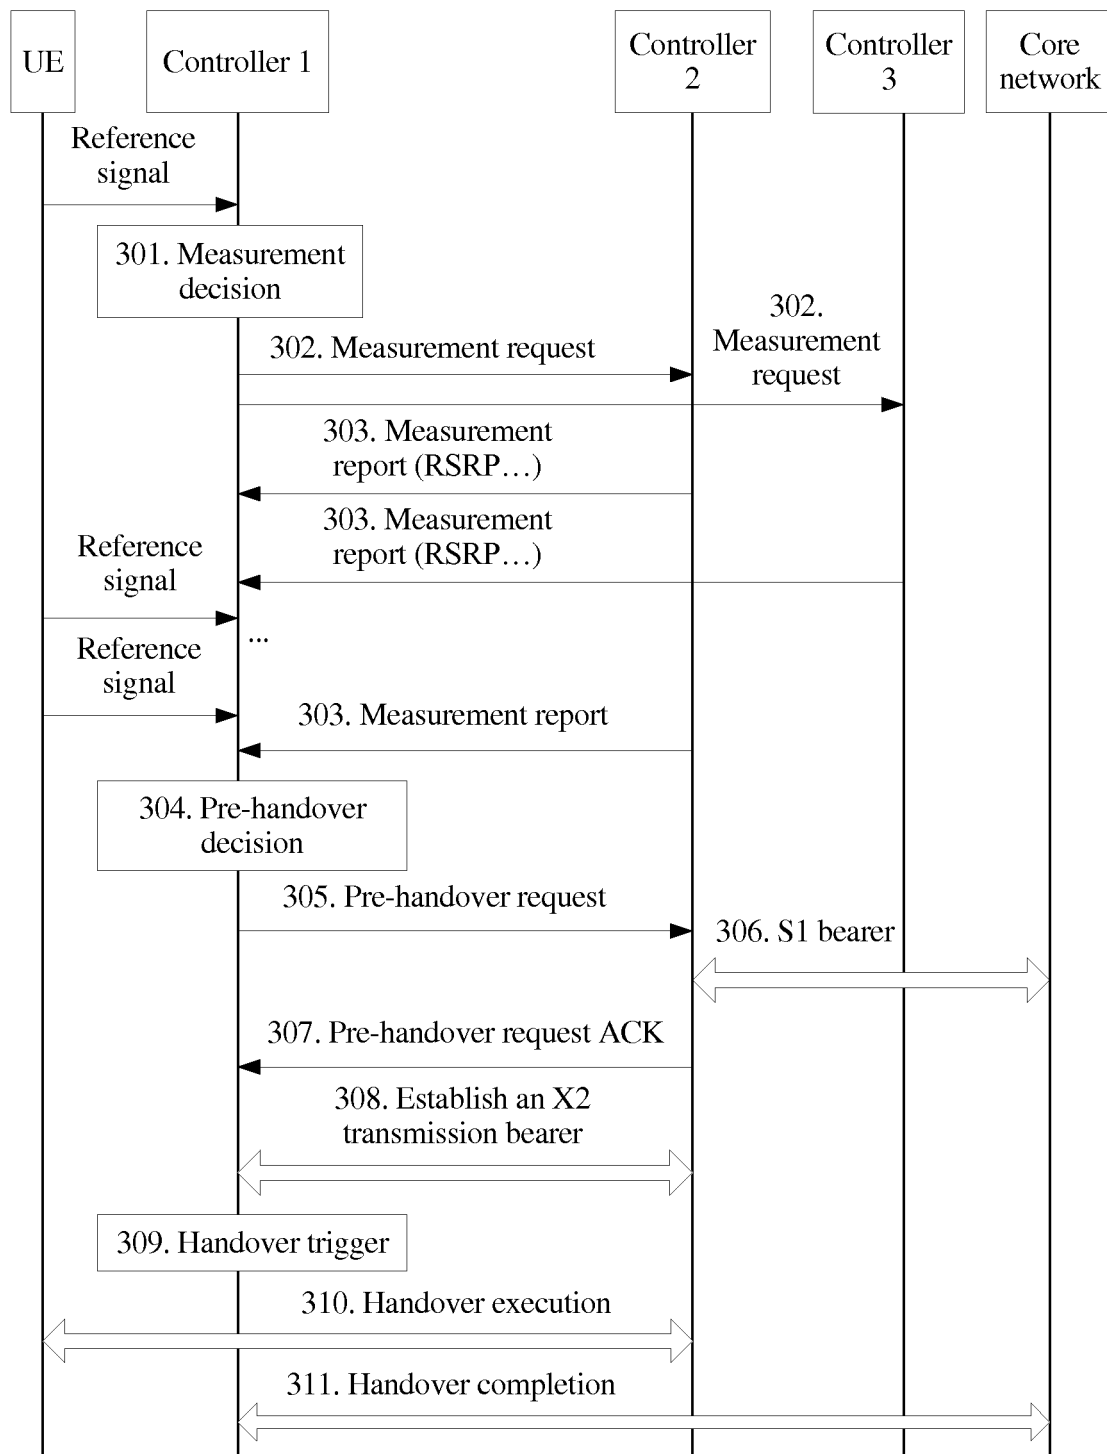 UE
Controller 1
Controller
2
Controller
3
Core
network
Reference
signal
301. Measurement
decision
302. Measurement request
302.
Measurement
request
303. Measurement
report (RSRP…)
303. Measurement
report (RSRP…)
Reference
signal
...
Reference
signal
303. Measurement report
304. Pre-handover
decision
305. Pre-handover request
306. S1 bearer
307. Pre-handover request ACK
308. Establish an X2
transmission bearer
309. Handover trigger
310. Handover execution
311. Handover completion